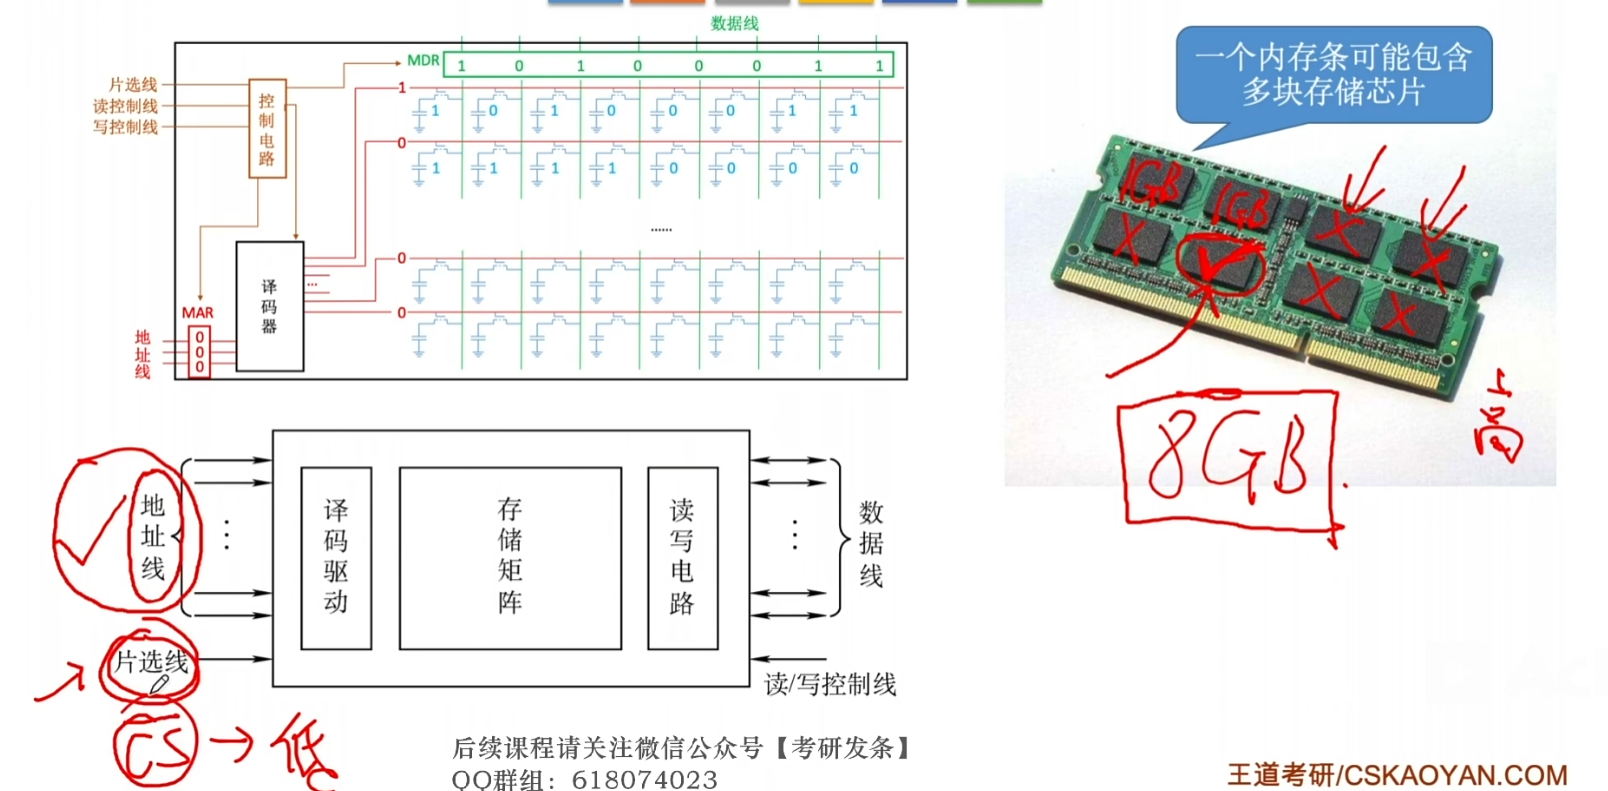 数据线
MDR 1 0 1 0 0 0 1 1
片选线
读控制线
写控制线
控制电路
1
1 0 1 0 0 0 1 1
0
1 1 1 1 0 0 0 0
......
0
0
...
译码器
MAR
地址线
0
0
0
一个内存条可能包含
多块存储芯片
1GB
1GB
8GB
高
地址线
译码驱动
存储矩阵
读写电路
数据线
片选线
读/写控制线
CS → 低
后续课程请关注微信公众号【考研发条】
QQ群组：618074023
王道考研/CSKAOYAN.COM